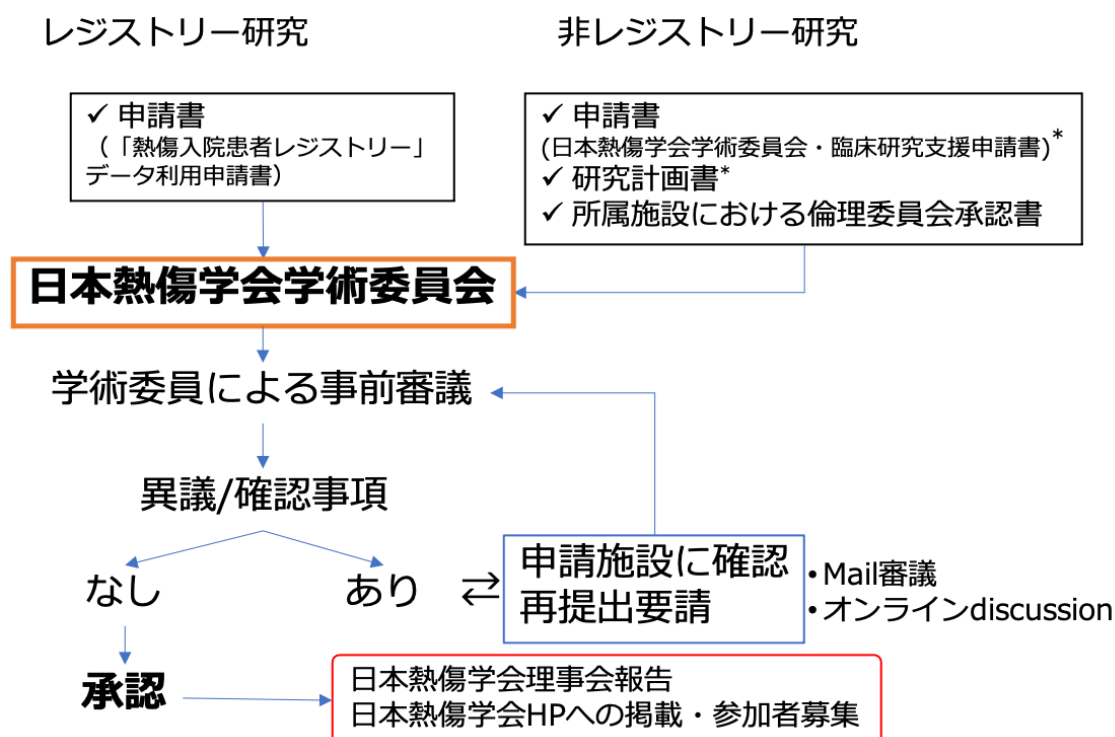 レジストリー研究
非レジストリー研究
✓ 申請書
（「熱傷入院患者レジストリー」
データ利用申請書）
✓ 申請書
(日本熱傷学会学術委員会・臨床研究支援申請書)*
✓ 研究計画書*
✓ 所属施設における倫理委員会承認書
日本熱傷学会学術委員会
学術委員による事前審議
異議/確認事項
なし
あり
⇄
申請施設に確認
再提出要請
• Mail審議
• オンラインdiscussion
承認
日本熱傷学会理事会報告
日本熱傷学会HPへの掲載・参加者募集